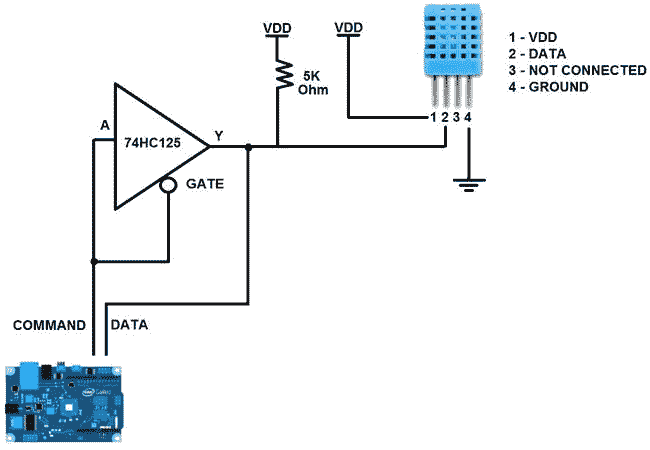 VDD
VDD
1 - VDD
2 - DATA
3 - NOT CONNECTED
4 - GROUND
5K
Ohm
1 2 3 4
A
74HC125
Y
GATE
COMMAND
DATA
intel